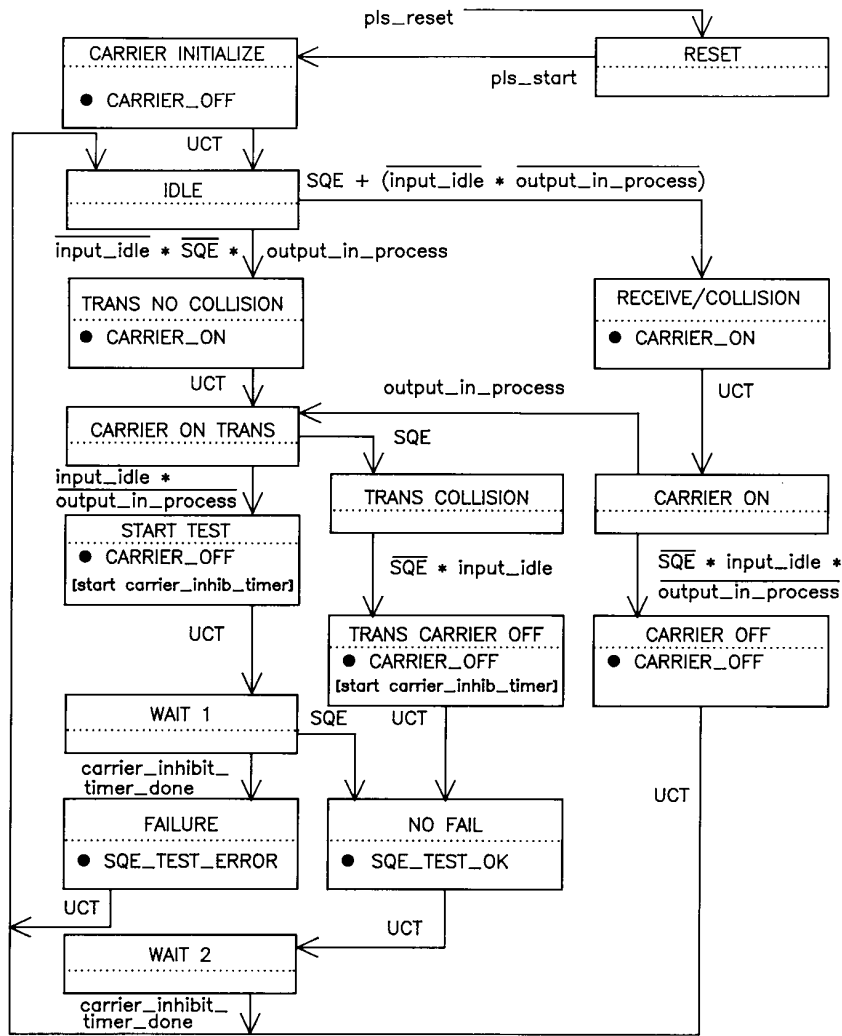 pls_reset
CARRIER INITIALIZE
RESET
pls_start
● CARRIER_OFF
UCT
IDLE
SQE + (input_idle * output_in_process)
input_idle * SQE * output_in_process
TRANS NO COLLISION
RECEIVE/COLLISION
● CARRIER_ON
● CARRIER_ON
UCT
output_in_process
UCT
CARRIER ON TRANS
SQE
input_idle *
output_in_process
TRANS COLLISION
CARRIER ON
START TEST
● CARRIER_OFF
[start carrier_inhib_timer]
SQE * input_idle
SQE * input_idle *
output_in_process
UCT
TRANS CARRIER OFF
● CARRIER_OFF
[start carrier_inhib_timer]
CARRIER OFF
● CARRIER_OFF
WAIT 1
SQE
UCT
carrier_inhibit_
timer_done
UCT
FAILURE
● SQE_TEST_ERROR
NO FAIL
● SQE_TEST_OK
UCT
UCT
WAIT 2
carrier_inhibit_
timer_done